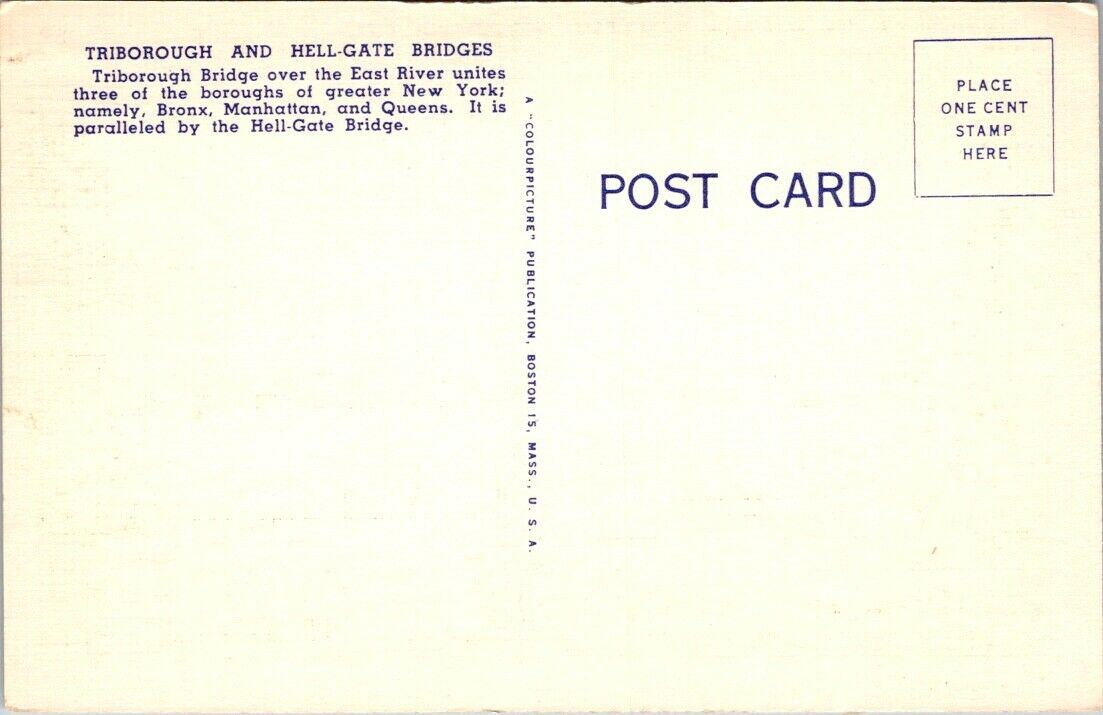 TRIBOROUGH AND HELL-GATE BRIDGES
Triborough Bridge over the East River unites
three of the boroughs of greater New York;
namely, Bronx, Manhattan, and Queens. It is
paralleled by the Hell-Gate Bridge.
A "COLOURPICTURE" PUBLICATION, BOSTON 15, MASS., U. S. A.
POST CARD
PLACE
ONE CENT
STAMP
HERE